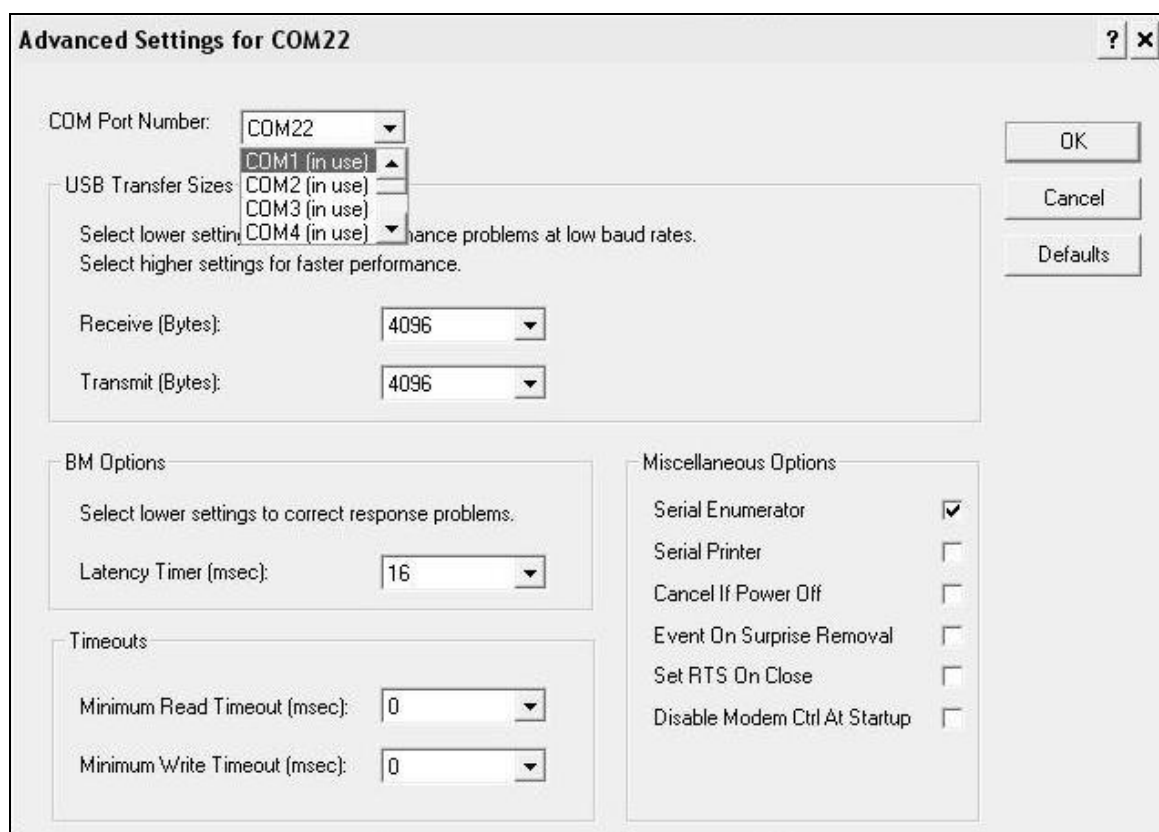 Advanced Settings for COM22
? ×
COM Port Number: COM22
COM1 (in use)
COM2 (in use)
COM3 (in use)
COM4 (in use)
OK
Cancel
Defaults
USB Transfer Sizes
Select lower mance problems at low baud rates.
Select higher settings for faster performance.
Receive (Bytes): 4096
Transmit (Bytes): 4096
BM Options
Select lower settings to correct response problems.
Latency Timer (msec): 16
Timeouts
Minimum Read Timeout (msec): 0
Minimum Write Timeout (msec): 0
Miscellaneous Options
Serial Enumerator
Serial Printer
Cancel If Power Off
Event On Surprise Removal
Set RTS On Close
Disable Modem Ctrl At Startup